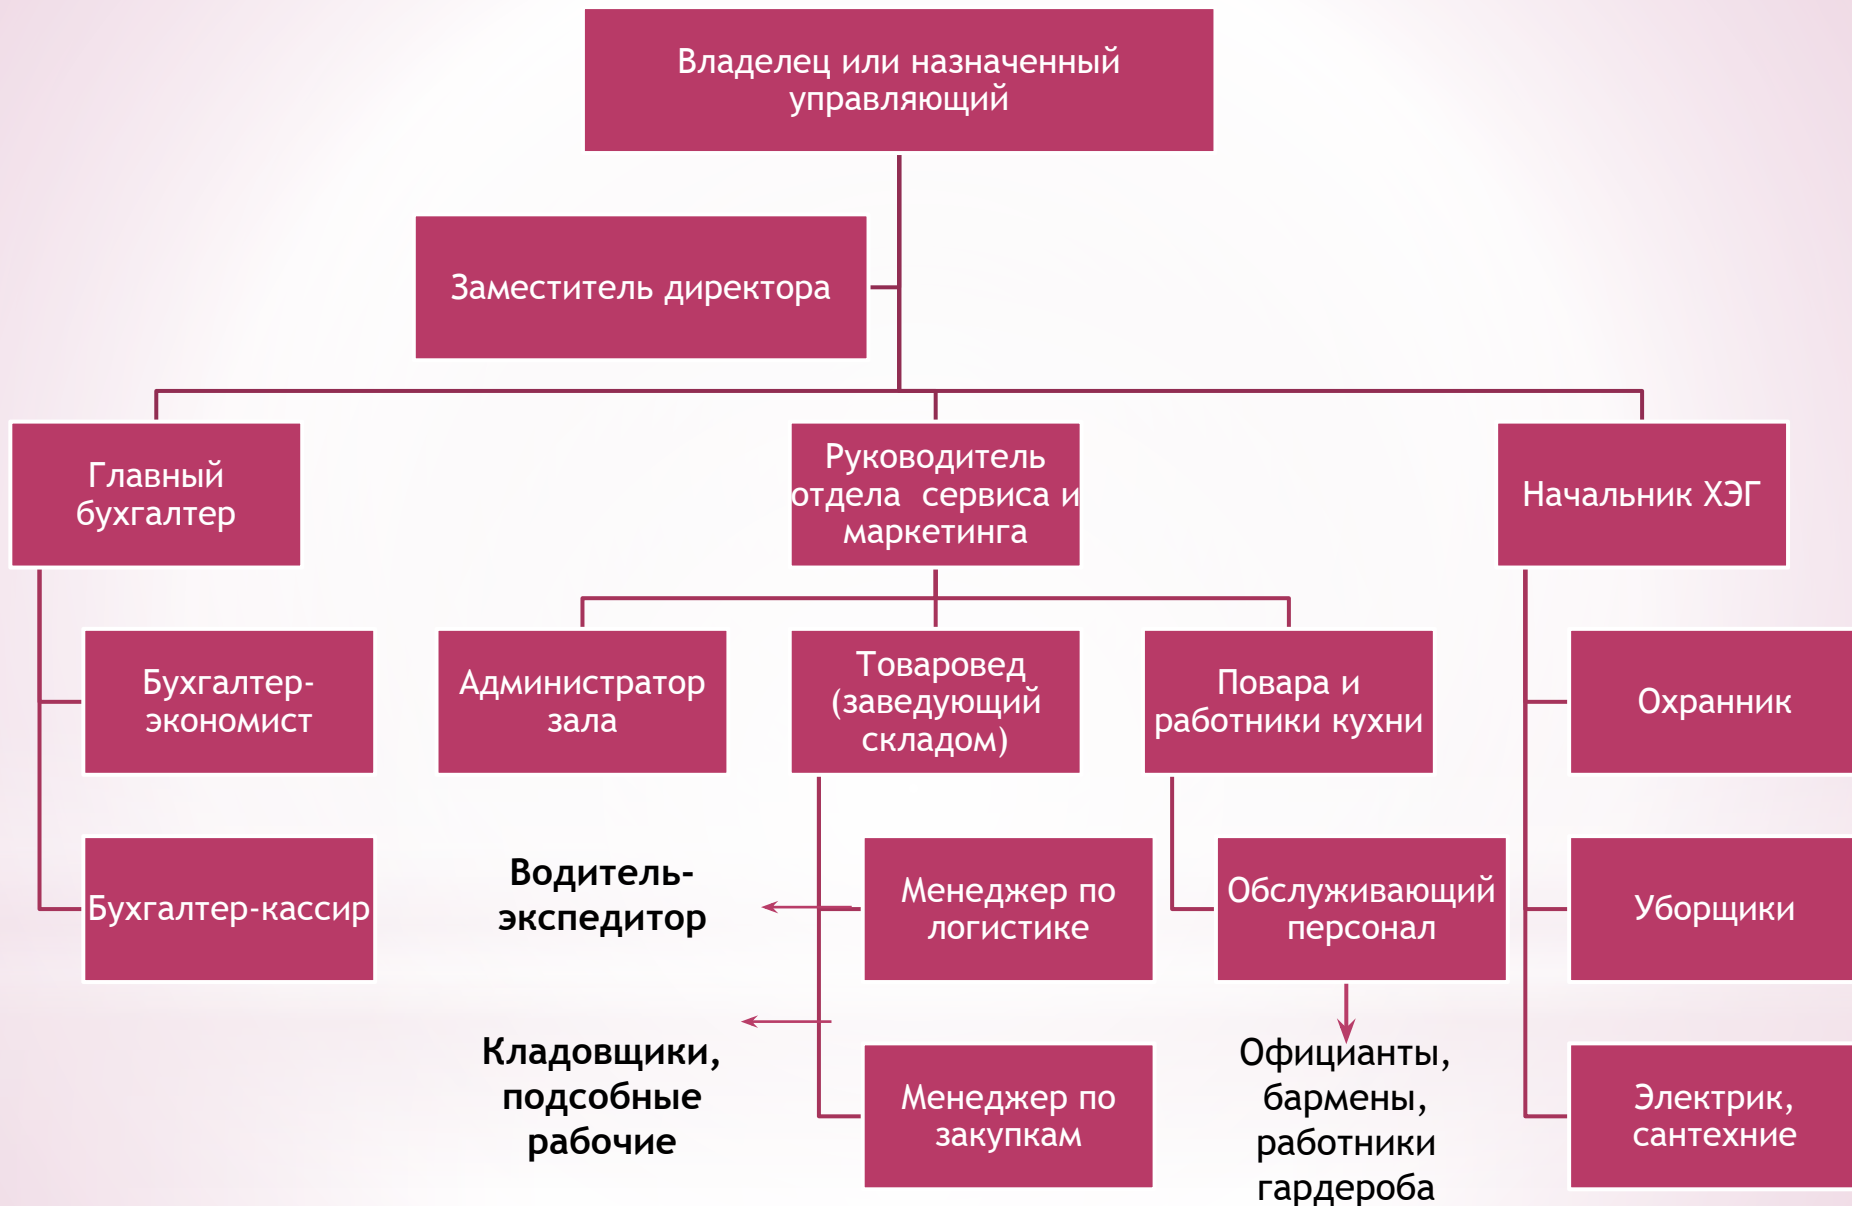 Владелец или назначенный
управляющий
Заместитель директора
Главный
бухгалтер
Руководитель
отдела  сервиса и
маркетинга
Начальник ХЭГ
Бухгалтер-
экономист
Администратор
зала
Товаровед
(заведующий
складом)
Повара и
работники кухни
Охранник
Бухгалтер-кассир
Водитель-
экспедитор
Менеджер по
логистике
Обслуживающий
персонал
Уборщики
Кладовщики,
подсобные
рабочие
Менеджер по
закупкам
Официанты,
бармены,
работники
гардероба
Электрик,
сантехние